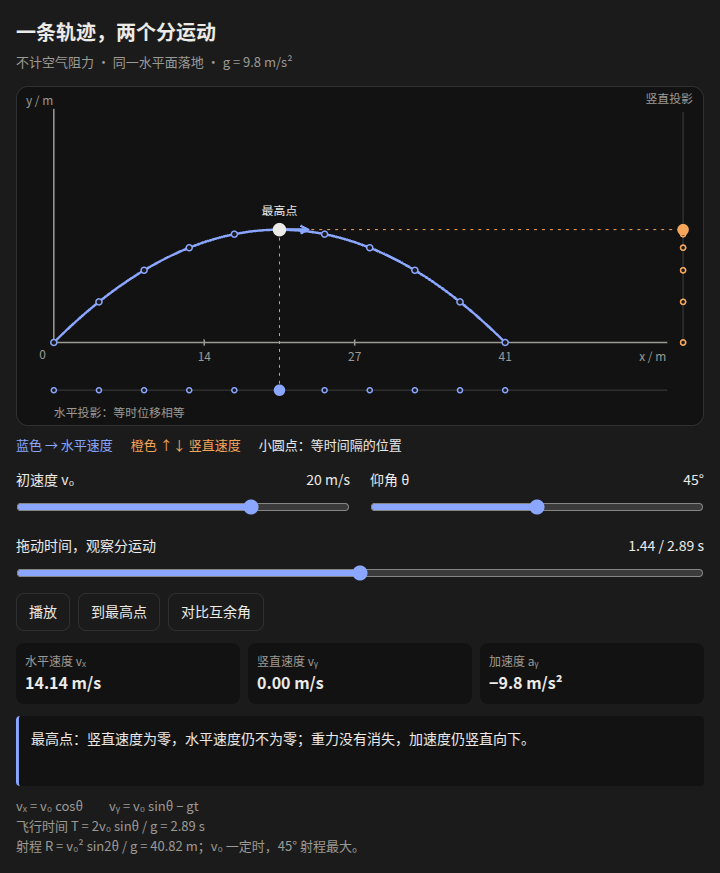 一条轨迹，两个分运动
不计空气阻力 · 同一水平面落地 · g = 9.8 m/s²
y / m
竖直投影
最高点
0
14
27
41
x / m
水平投影：等时位移相等
蓝色 → 水平速度 橙色 ↑↓ 竖直速度 小圆点：等时间隔的位置
初速度 v₀ 20 m/s 仰角 θ 45°
拖动时间，观察分运动 1.44 / 2.89 s
播放 到最高点 对比互余角
水平速度 vₓ 竖直速度 vᵧ 加速度 aᵧ
14.14 m/s 0.00 m/s −9.8 m/s²
最高点：竖直速度为零，水平速度仍不为零；重力没有消失，加速度仍竖直向下。
vₓ = v₀ cosθ vᵧ = v₀ sinθ − gt
飞行时间 T = 2v₀ sinθ / g = 2.89 s
射程 R = v₀² sin2θ / g = 40.82 m；v₀ 一定时，45° 射程最大。